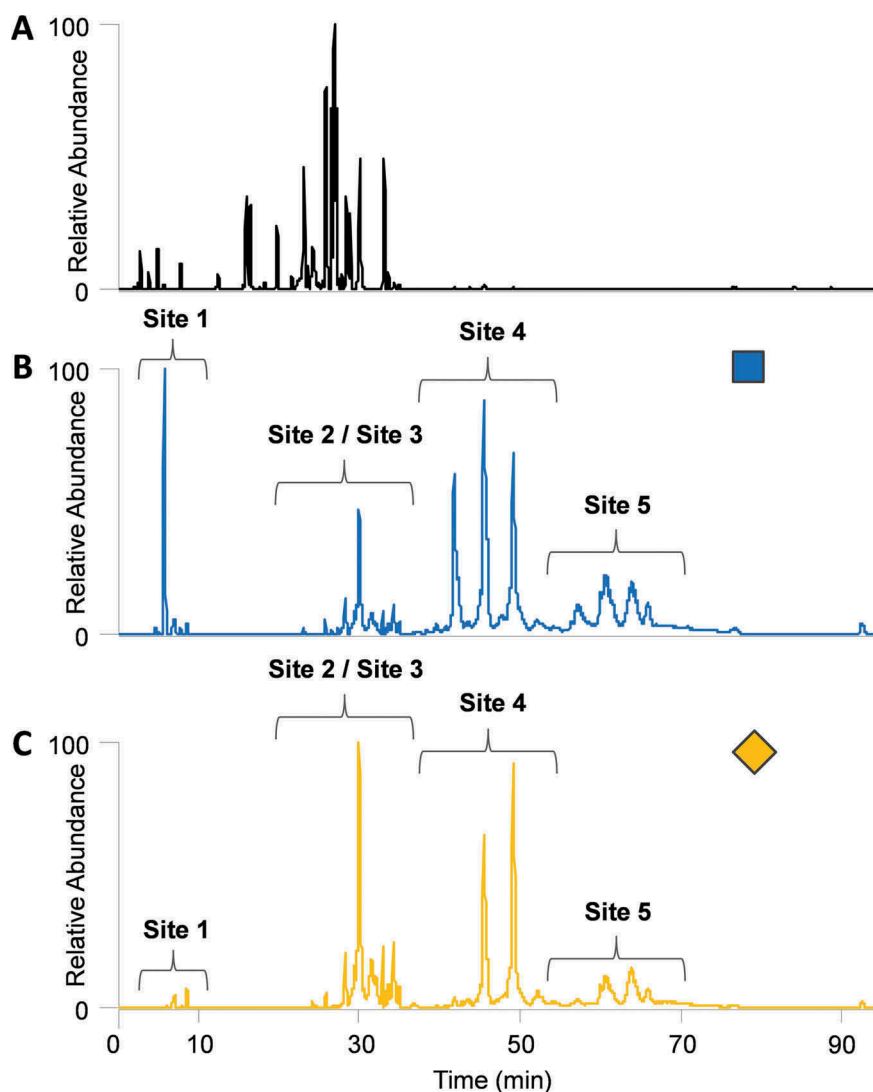 A
100
Relative Abundance
0
Site 1
Site 4
B
100
Site 2 / Site 3
Site 5
Relative Abundance
0
Site 2 / Site 3
Site 4
C
100
Relative Abundance
Site 1
Site 5
0
0 10 30 50 70 90
Time (min)